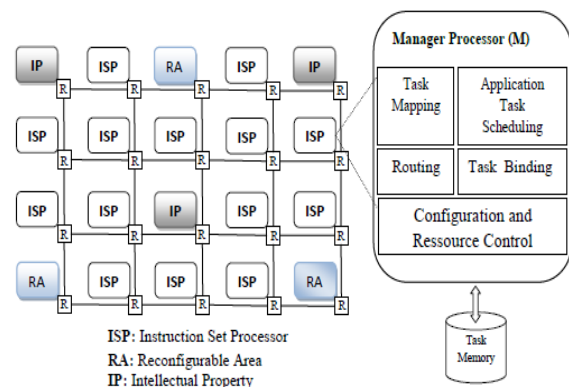 IP ISP RA ISP IP
R R R R R
ISP ISP ISP ISP ISP
R R R R R
ISP ISP IP ISP ISP
R R R R R
RA ISP ISP ISP RA
R R R R R
ISP: Instruction Set Processor
RA: Reconfigurable Area
IP: Intellectual Property
Manager Processor (M)
Task
Mapping
Application
Task
Scheduling
Routing
Task Binding
Configuration and
Ressource Control
Task
Memory